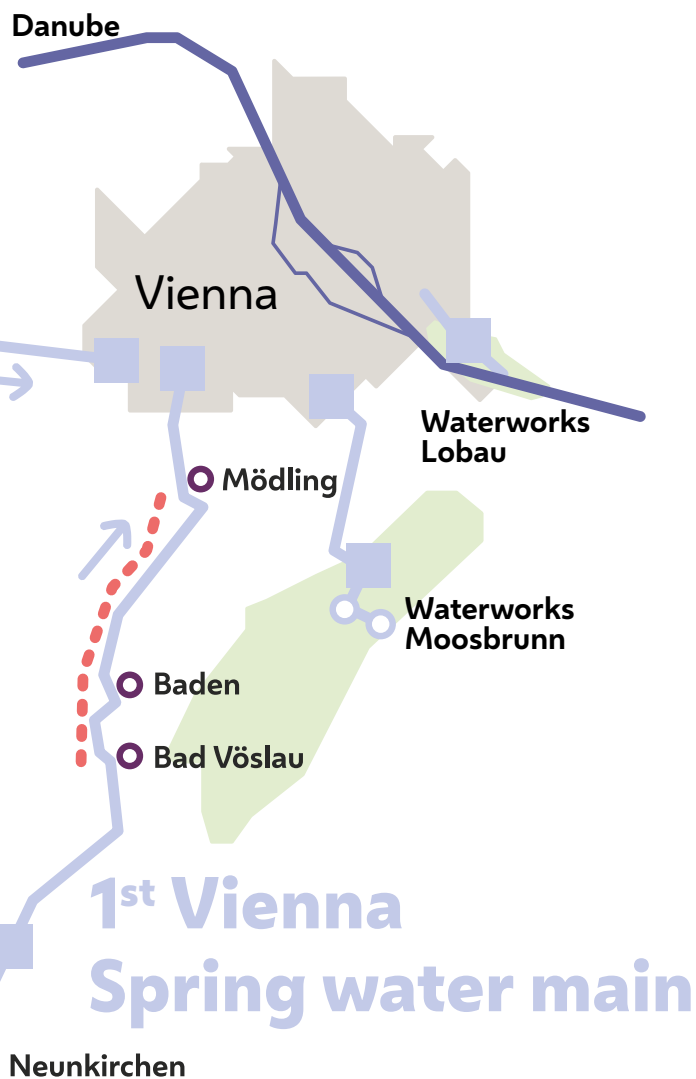 Danube
Vienna
Waterworks
Lobau
Mödling
Waterworks
Moosbrunn
Baden
Bad Vöslau
1st Vienna
Spring water main
Neunkirchen